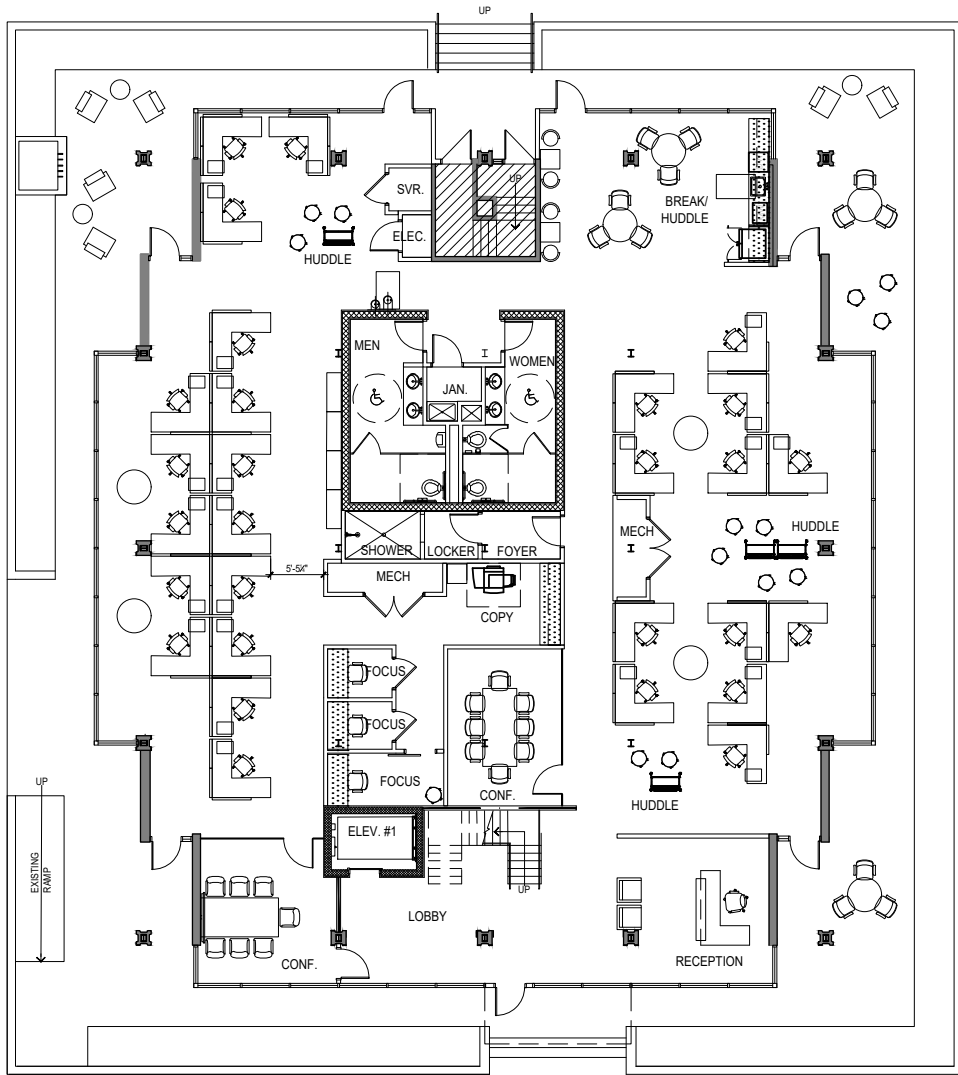 UP
SVR.
UP
ELEC.
HUDDLE
BREAK/
HUDDLE
MEN
WOMEN
JAN.
SHOWER
LOCKER
FOYER
MECH
HUDDLE
5'-5¼"
MECH
COPY
FOCUS
FOCUS
FOCUS
CONF.
HUDDLE
UP
EXISTING
RAMP
ELEV. #1
UP
LOBBY
CONF.
RECEPTION